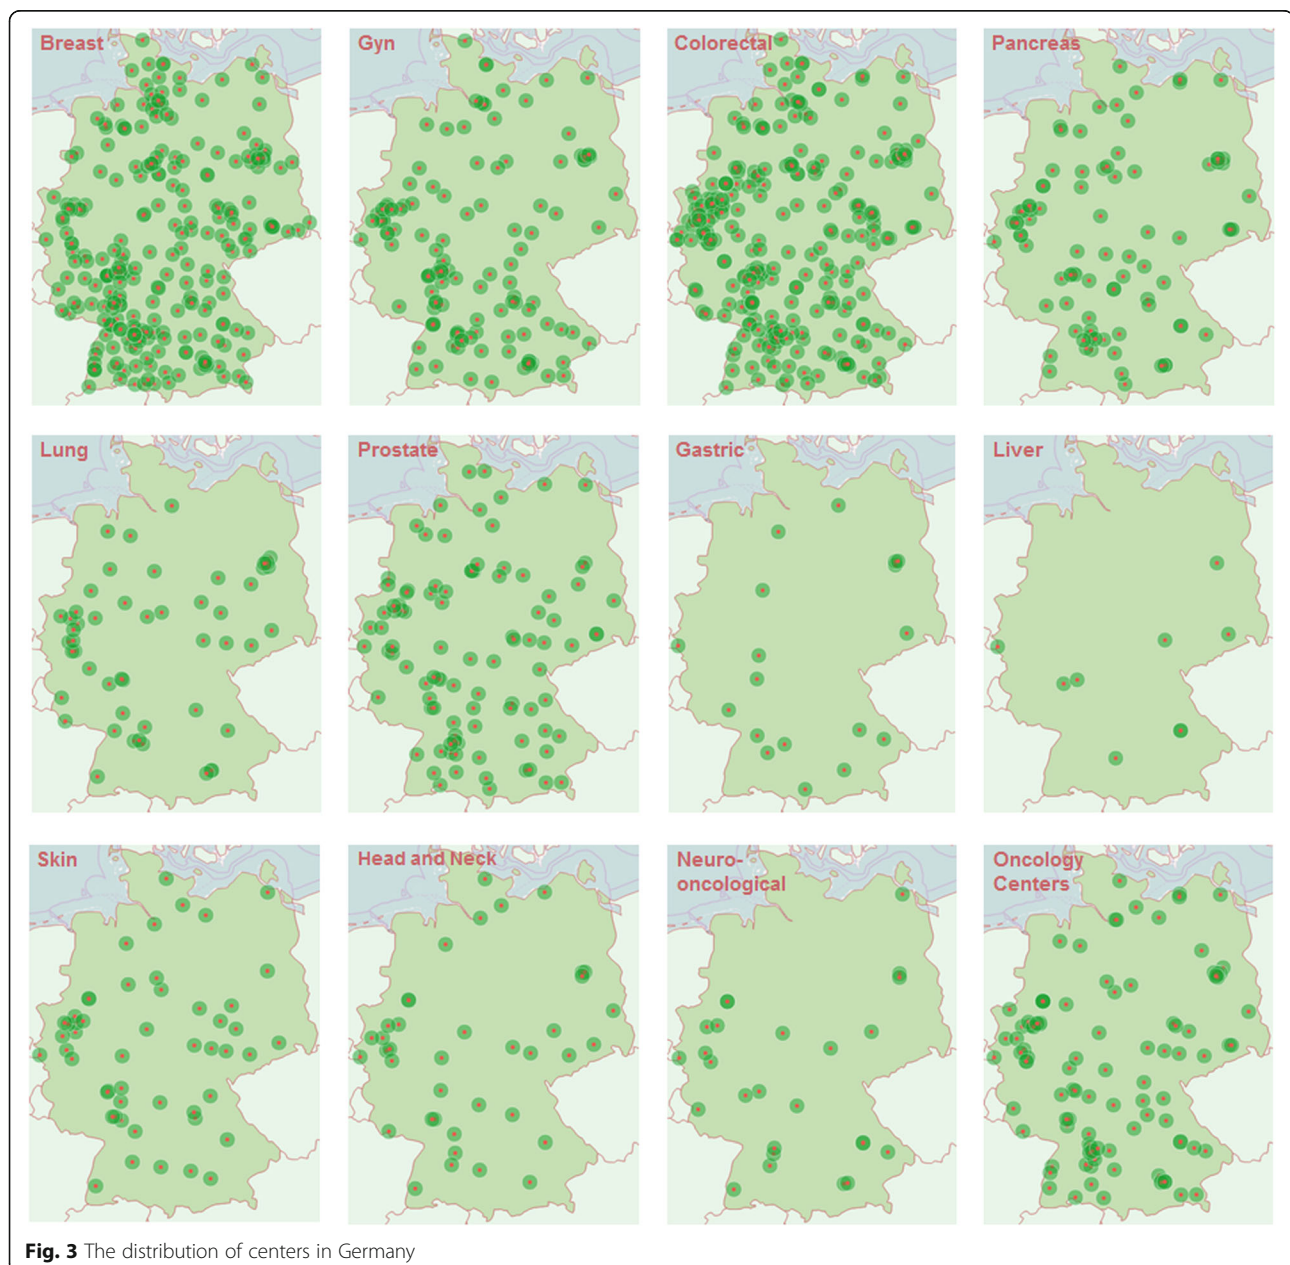 Breast
Gyn
Colorectal
Pancreas
Lung
Prostate
Gastric
Liver
Skin
Head and Neck
Neuro-
oncological
Oncology
Centers
Fig. 3 The distribution of centers in Germany